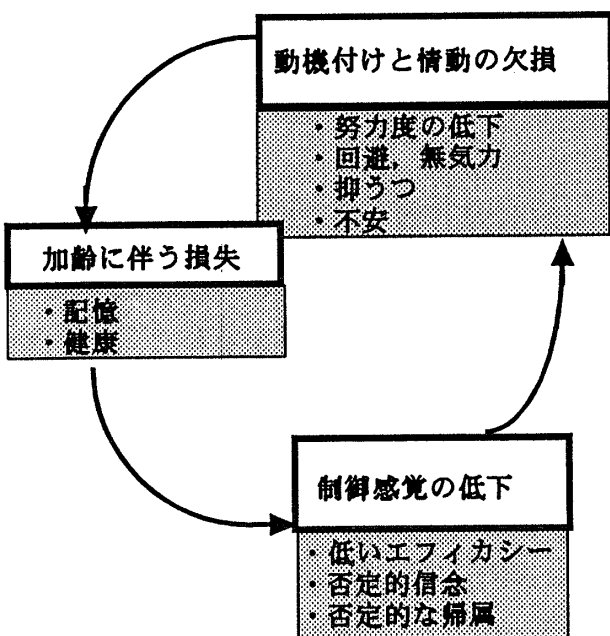 動機付けと情動の欠損
・努力度の低下
・回避，無気力
・抑うつ
・不安
加齢に伴う損失
・記憶
・健康
制御感覚の低下
・低いエフィカシー
・否定的信念
・否定的な帰属